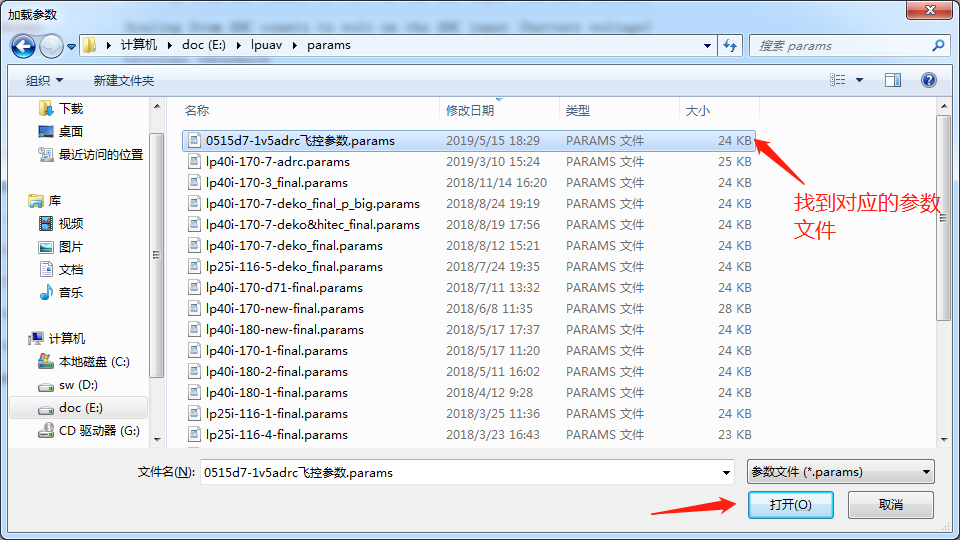 加载参数
计算机 doc (E:) lpuav params
搜索 params
组织 新建文件夹
下载
桌面
最近访问的位置
库
视频
图片
文档
音乐
计算机
本地磁盘 (C:)
sw (D:)
doc (E:)
CD 驱动器 (G:)
名称 修改日期 类型 大小
0515d7-1v5adrc飞控参数.params 2019/5/15 18:29 PARAMS 文件 24 KB
lp40i-170-7-adrc.params 2019/3/10 15:24 PARAMS 文件 25 KB
lp40i-170-3_final.params 2018/11/14 16:20 PARAMS 文件 24 KB
lp40i-170-7-deko_final_p_big.params 2018/8/24 19:19 PARAMS 文件 24 KB
lp40i-170-7-deko&hitec_final.params 2018/8/19 17:56 PARAMS 文件 24 KB
lp40i-170-7-deko_final.params 2018/8/12 15:21 PARAMS 文件 24 KB
lp25i-116-5-deko_final.params 2018/7/24 19:35 PARAMS 文件 24 KB
lp40i-170-d71-final.params 2018/7/11 13:32 PARAMS 文件 24 KB
lp40i-170-new-final.params 2018/6/8 11:35 PARAMS 文件 28 KB
lp40i-180-new-final.params 2018/5/17 17:37 PARAMS 文件 24 KB
lp40i-170-1-final.params 2018/5/17 11:20 PARAMS 文件 24 KB
lp40i-180-2-final.params 2018/5/11 16:02 PARAMS 文件 24 KB
lp40i-180-1-final.params 2018/4/12 9:28 PARAMS 文件 24 KB
lp25i-116-1-final.params 2018/3/25 11:36 PARAMS 文件 24 KB
lp25i-116-4-final.params 2018/3/23 16:43 PARAMS 文件 23 KB
找到对应的参数
文件
文件名(N): 0515d7-1v5adrc飞控参数.params 参数文件 (*.params)
打开(O) 取消